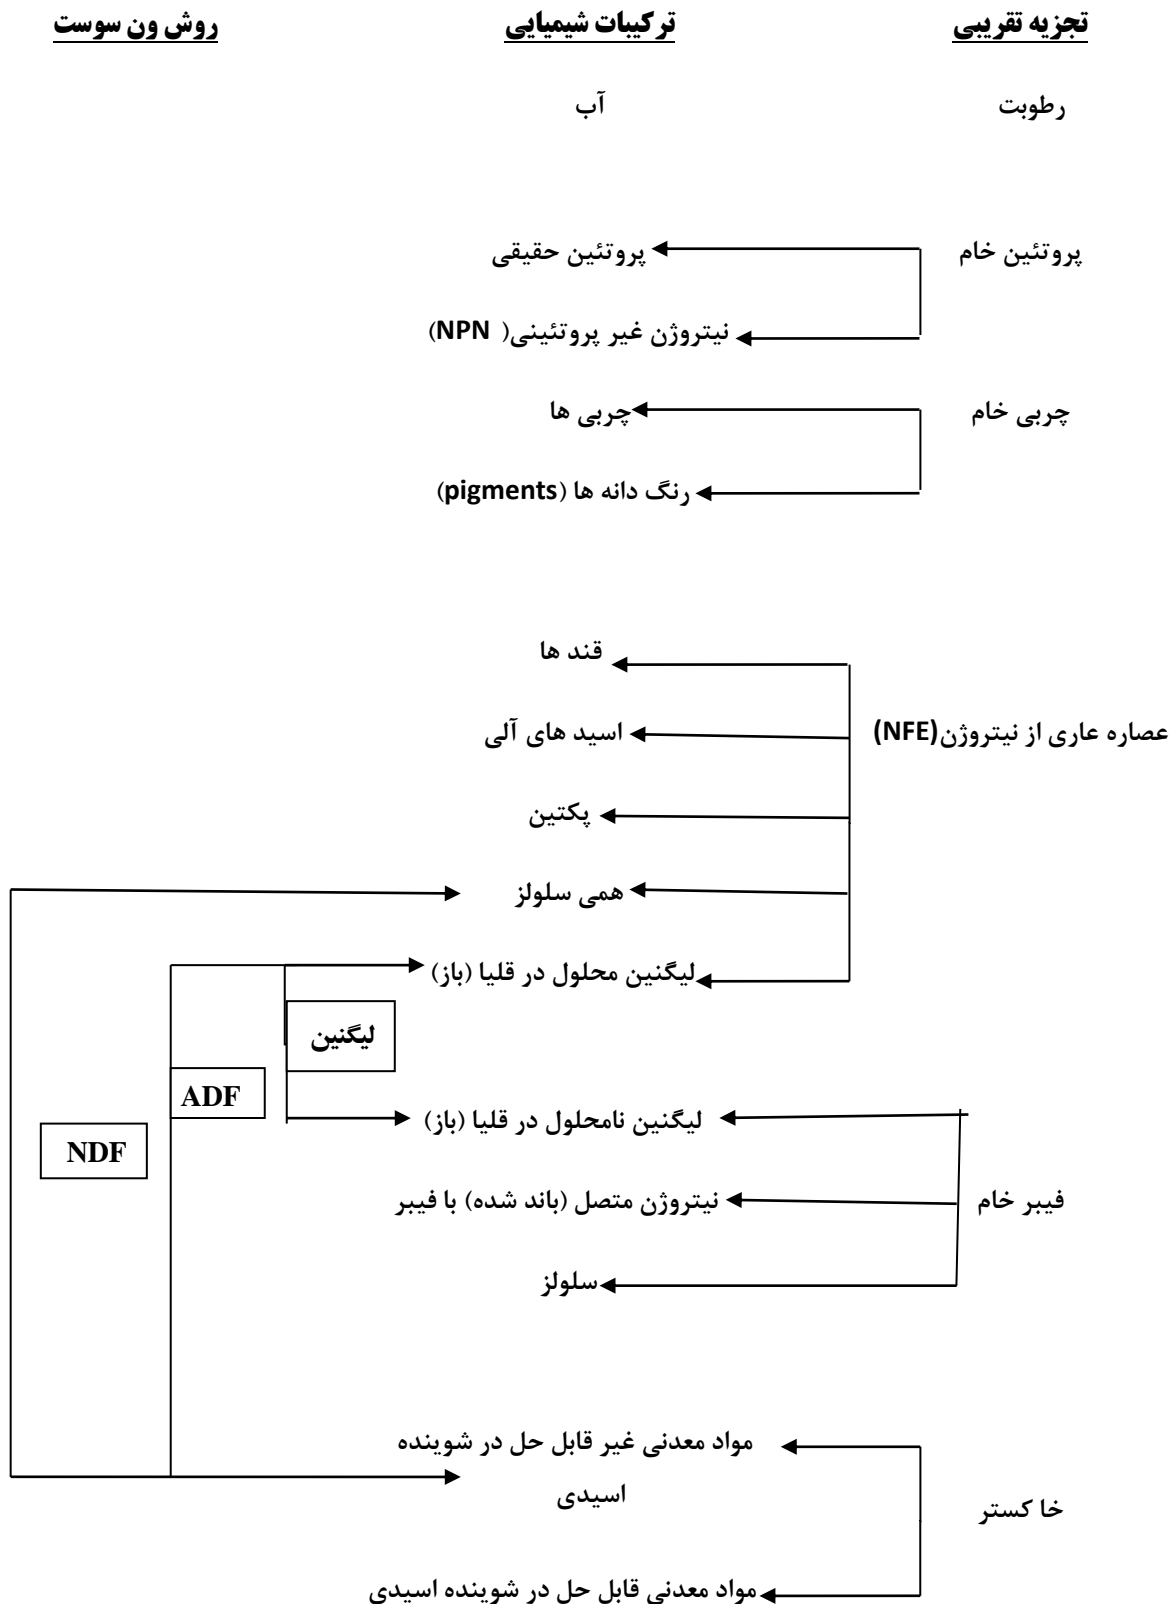 تجزیه تقریبی
ترکیبات شیمیایی
روش ون سوست
رطوبت
آب
پروتئین خام
پروتئین حقیقی
نیتروژن غیر پروتئینی( NPN)
چربی خام
چربی ها
رنگ دانه ها (pigments)
قند ها
عصاره عاری از نیتروژن(NFE)
اسید های آلی
پکتین
همی سلولز
لیگنین محلول در قلیا (باز)
لیگنین
ADF
لیگنین نامحلول در قلیا (باز)
NDF
فیبر خام
نیتروژن متصل (باند شده) با فیبر
سلولز
مواد معدنی غیر قابل حل در شوینده
اسیدی
خا کستر
مواد معدنی قابل حل در شوینده اسیدی